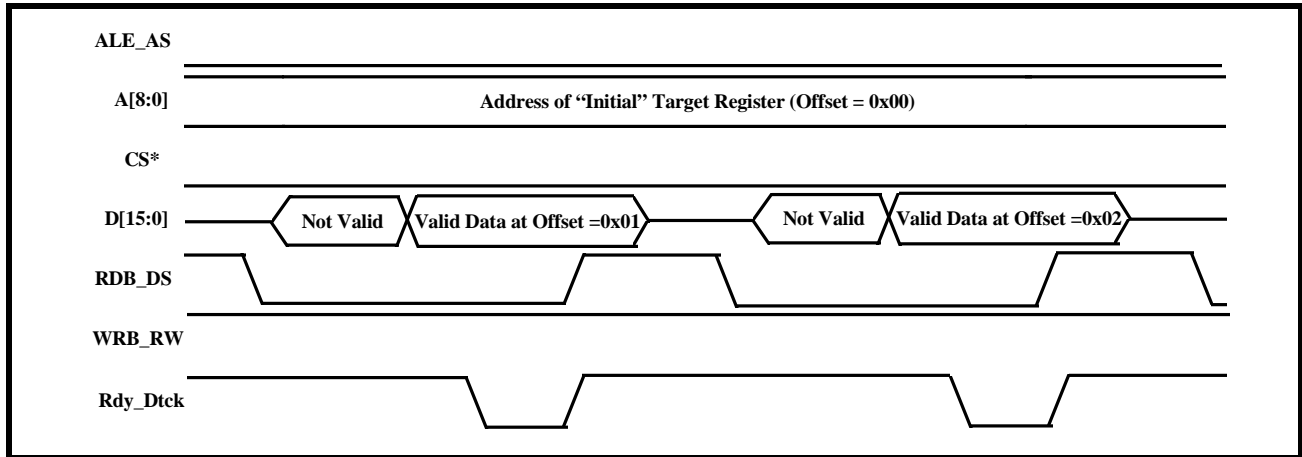 ALE_AS
A[8:0]
Address of “Initial” Target Register (Offset = 0x00)
CS*
D[15:0]
Not Valid
Valid Data at Offset =0x01
Not Valid
Valid Data at Offset =0x02
RDB_DS
WRB_RW
Rdy_Dtck